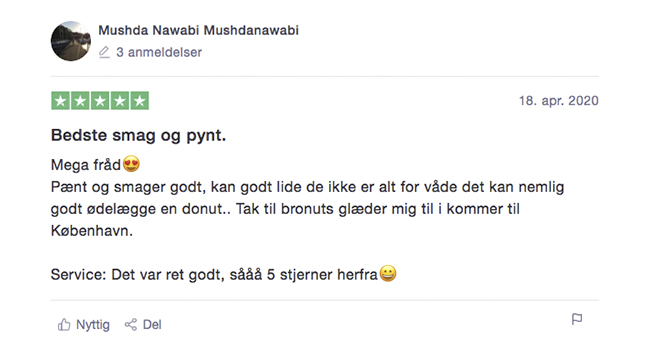 Mushda Nawabi Mushdanawabi
3 anmeldelser
18. apr. 2020
Bedste smag og pynt.
Mega fråd😍
Pænt og smager godt, kan godt lide de ikke er alt for våde det kan nemlig
godt ødelægge en donut.. Tak til bronuts glæder mig til i kommer til
København.
Service: Det var ret godt, sååå 5 stjerner herfra😀
Nyttig
Del